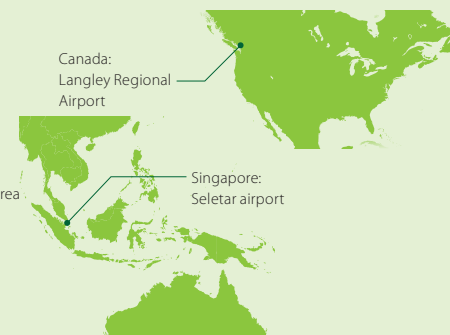 Canada:
Langley Regional
Airport
Singapore:
Seletar airport
rea